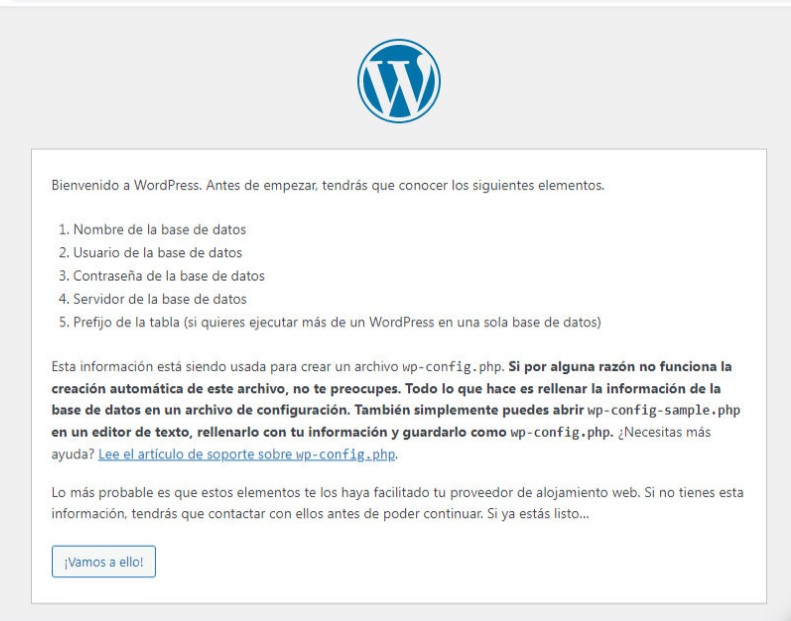 Bienvenido a WordPress. Antes de empezar, tendrás que conocer los siguientes elementos.
1. Nombre de la base de datos
2. Usuario de la base de datos
3. Contraseña de la base de datos
4. Servidor de la base de datos
5. Prefijo de la tabla (si quieres ejecutar más de un WordPress en una sola base de datos)
Esta información está siendo usada para crear un archivo wp-config.php. Si por alguna razón no funciona la
creación automática de este archivo, no te preocupes. Todo lo que hace es rellenar la información de la
base de datos en un archivo de configuración. También simplemente puedes abrir wp-config-sample.php
en un editor de texto, rellenarlo con tu información y guardarlo como wp-config.php. ¿Necesitas más
ayuda? Lee el artículo de soporte sobre wp-config.php.
Lo más probable es que estos elementos te los haya facilitado tu proveedor de alojamiento web. Si no tienes esta
información, tendrás que contactar con ellos antes de poder continuar. Si ya estás listo...
¡Vamos a ello!